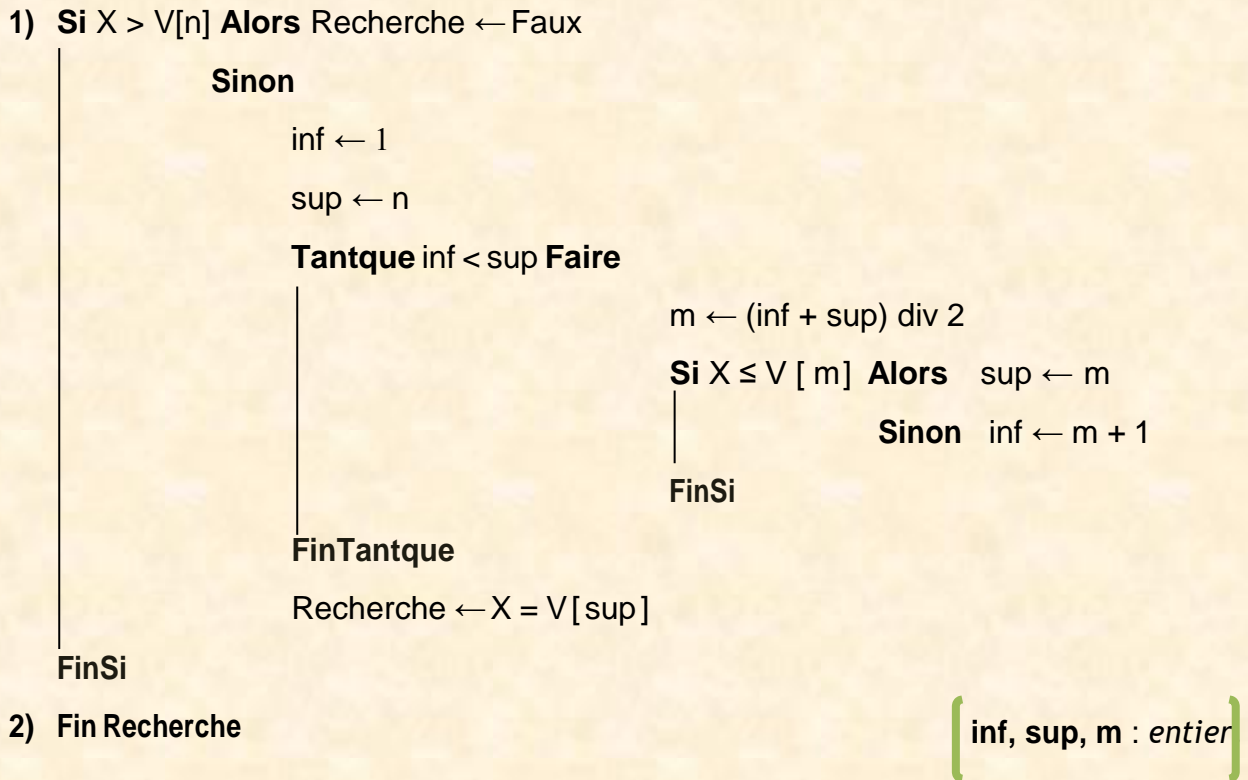 1) Si X > V[n] Alors Recherche ← Faux
Sinon
inf ← 1
sup ← n
Tantque inf < sup Faire
m ← (inf + sup) div 2
Si X ≤ V [ m] Alors sup ← m
Sinon inf ← m + 1
FinSi
FinTantque
Recherche ← X = V[sup]
FinSi
2) Fin Recherche
inf, sup, m : entier